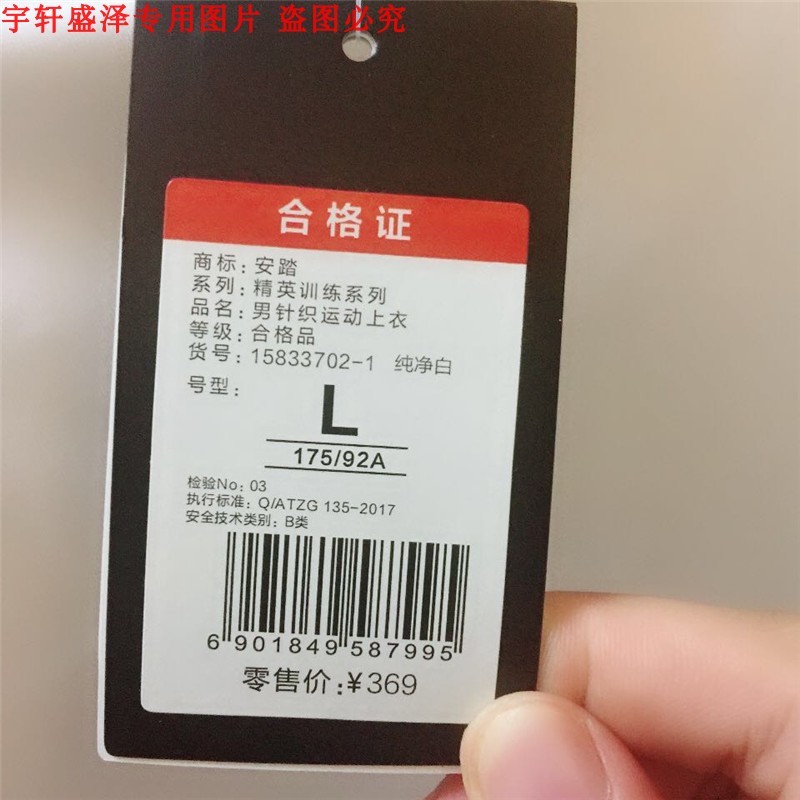 宇轩盛泽专用图片 盗图必究
合格证
商标: 安踏
系列: 精英训练系列
品名: 男针织运动上衣
等级: 合格品
货号: 15833702-1 纯净白
号型: L
175/92A
检验No: 03
执行标准: Q/ATZG 135-2017
安全技术类别: B类
6 901849 587995
零售价:¥369